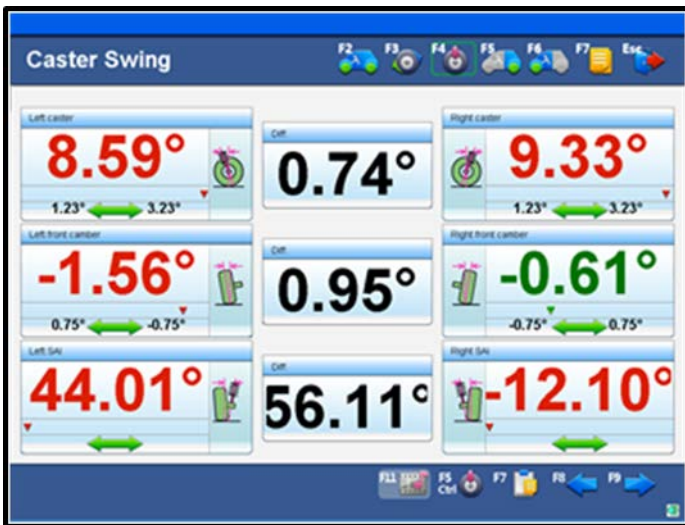 Caster Swing
F2 F3 F4 F5 F6 F7 Esc
Left caster
8.59°
1.23° 3.23°
Diff.
0.74°
Right caster
9.33°
1.23° 3.23°
Left front camber
-1.56°
0.75° -0.75°
Diff.
0.95°
Right front camber
-0.61°
-0.75° 0.75°
Left SAI
44.01°
Diff.
56.11°
Right SAI
-12.10°
F11 F5 Ctrl F7 F8 F9